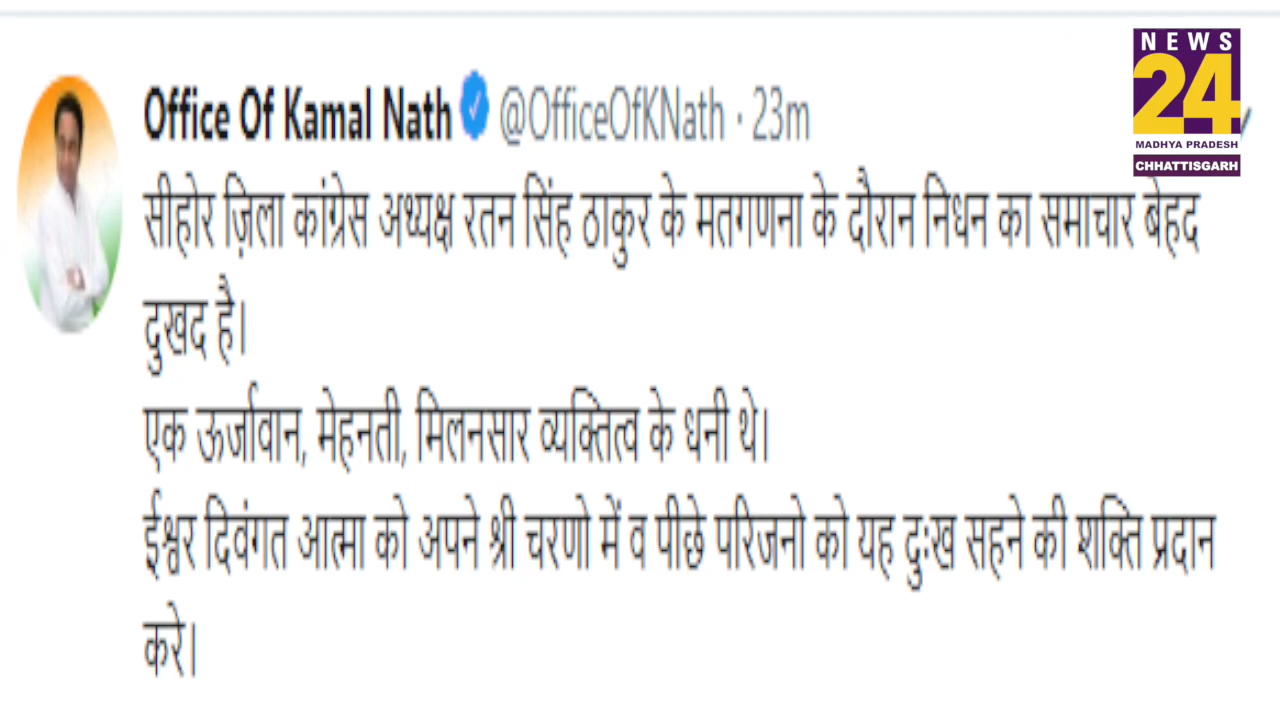 NEWS
24
MADHYA PRADESH
CHHATTISGARH
Office Of Kamal Nath @OfficeOfKNath · 23m
सीहोर ज़िला कांग्रेस अध्यक्ष रतन सिंह ठाकुर के मतगणना के दौरान निधन का समाचार बेहद
दुखद है।
एक ऊर्जावान, मेहनती, मिलनसार व्यक्तित्व के धनी थे।
ईश्वर दिवंगत आत्मा को अपने श्री चरणो में व पीछे परिजनो को यह दुःख सहने की शक्ति प्रदान
करे।